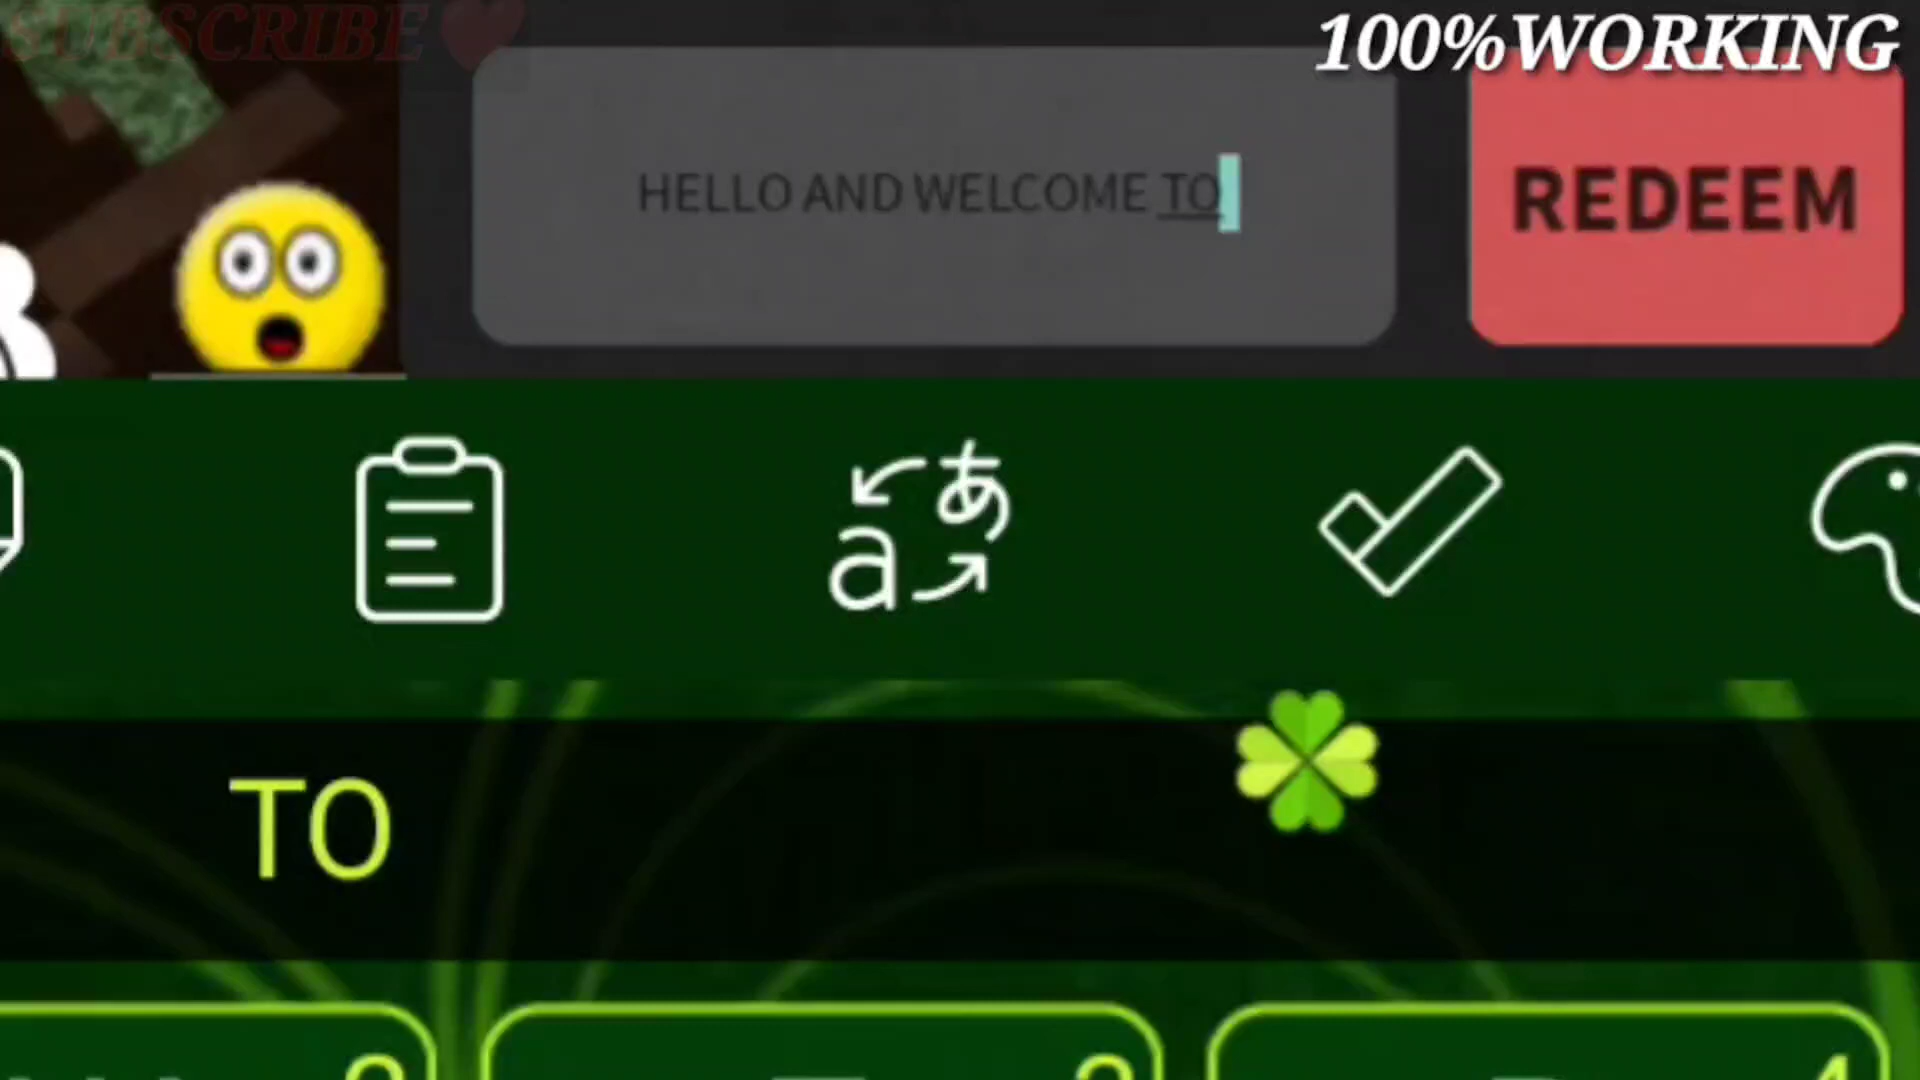 SUBSCRIBE
100%WORKING
HELLO AND WELCOME TO
REDEEM
a あ
TO